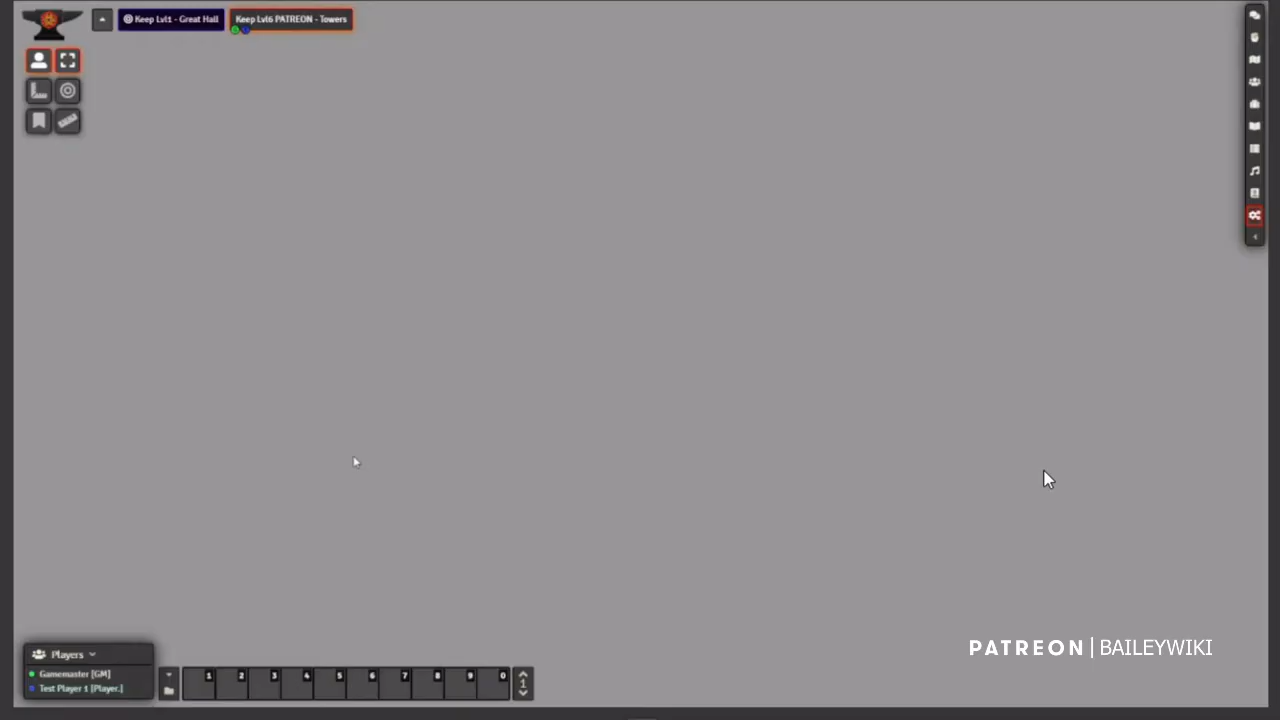 Keep Lvl1 - Great Hall
Keep Lvl6 PATREON - Towers
PATREON | BAILEYWIKI
Players
Gamemaster [GM]
Test Player 1 [Player.]
1 2 3 4 5 6 7 8 9 0
1